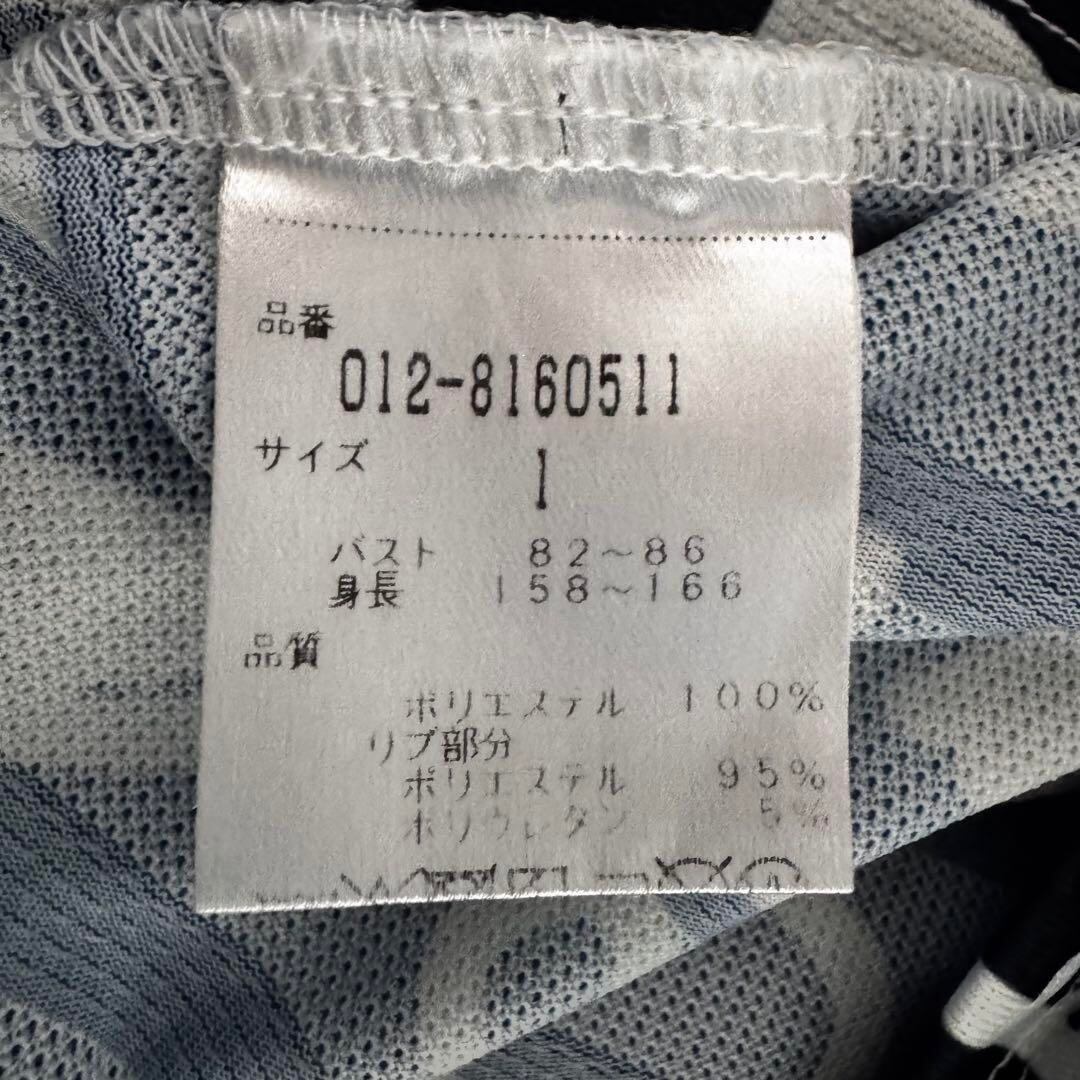 品番
012-8160511
サイズ 1
バスト 82~86
身長 158~166
品質
ポリエステル 100%
リブ部分
ポリエステル 95%
ポリウレタン 5%